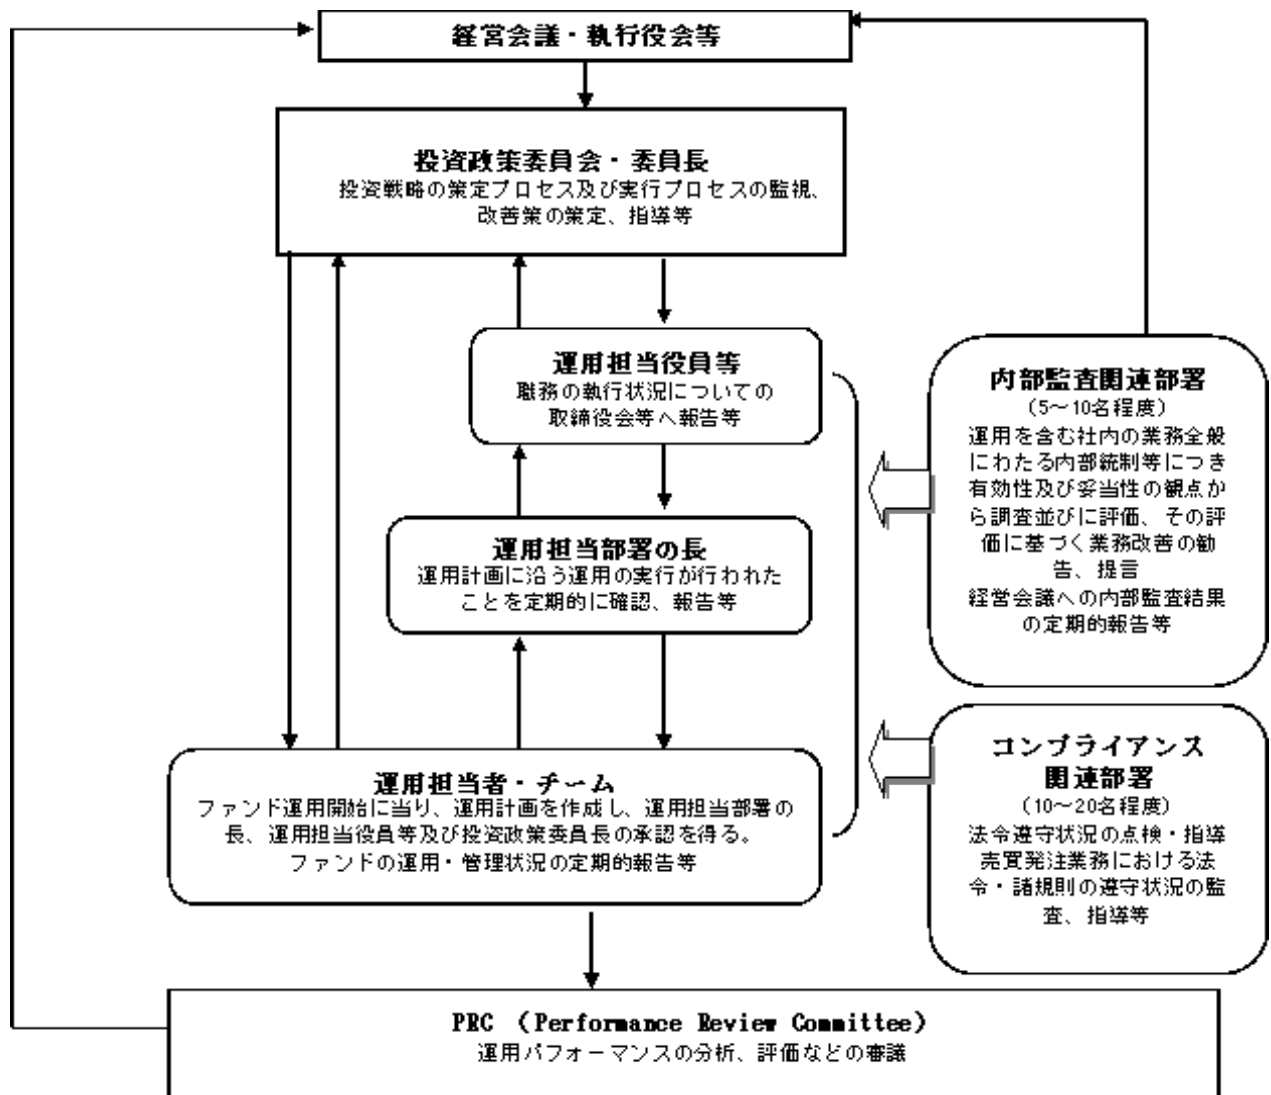 経営会議・執行役会等
投資政策委員会・委員長
投資戦略の策定プロセス及び実行プロセスの監視、
改善策の策定、指導等
運用担当役員等
職務の執行状況についての
取締役会等へ報告等
運用担当部署の長
運用計画に沿う運用の実行が行われた
ことを定期的に確認、報告等
運用担当者・チーム
ファンド運用開始に当り、運用計画を作成し、運用担当部署の
長、運用担当役員等及び投資政策委員長の承認を得る。
ファンドの運用・管理状況の定期的報告等
内部監査関連部署
(5～10名程度)
運用を含む社内の業務全般
にわたる内部統制等につき
有効性及び妥当性の観点か
ら調査並びに評価、その評
価に基づく業務改善の勧
告、提言
経営会議への内部監査結果
の定期的報告等
コンプライアンス
関連部署
(10～20名程度)
法令遵守状況の点検・指導
売買発注業務における法
令・諸規則の遵守状況の監
査、指導等
PRC （Performance Review Committee）
運用パフォーマンスの分析、評価などの審議